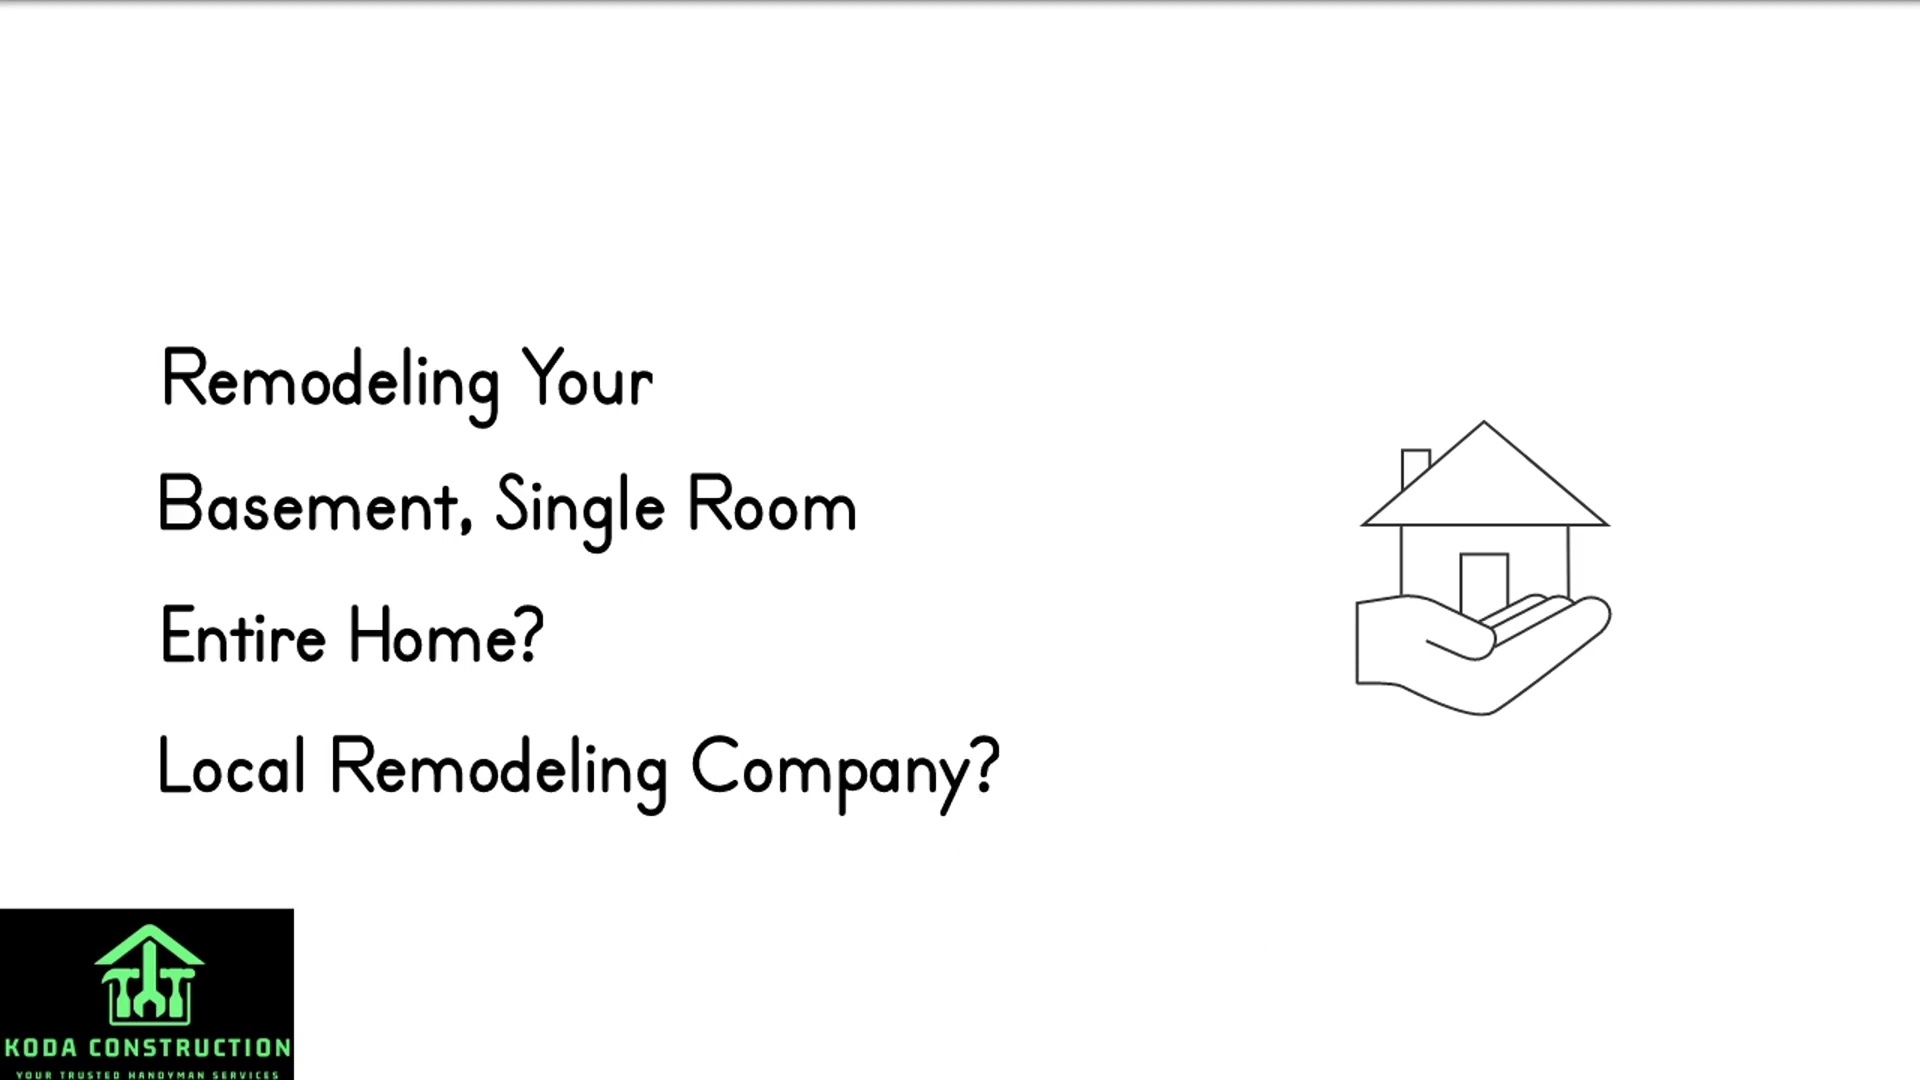 Remodeling Your
Basement, Single Room
Entire Home?
Local Remodeling Company?
KODA CONSTRUCTION
YOUR TRUSTED HANDYMAN SERVICES